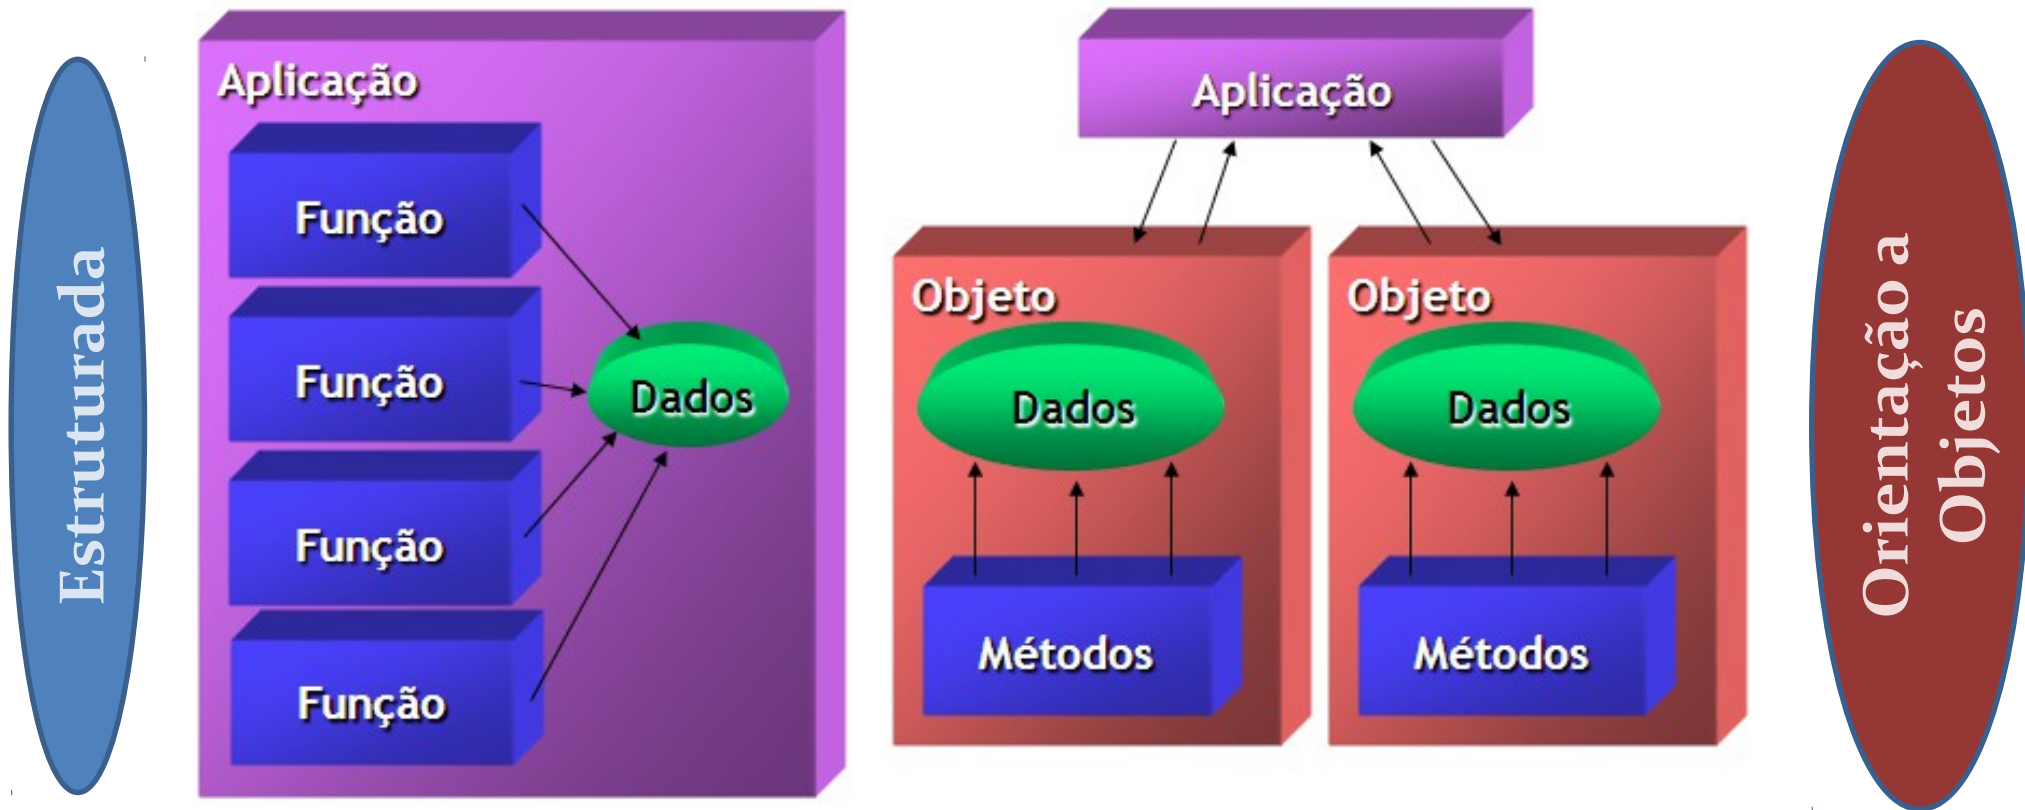 Estruturada
Aplicação
Função
Função
Função
Função
Dados
Aplicação
Objeto
Dados
Métodos
Objeto
Dados
Métodos
Orientação a
Objetos